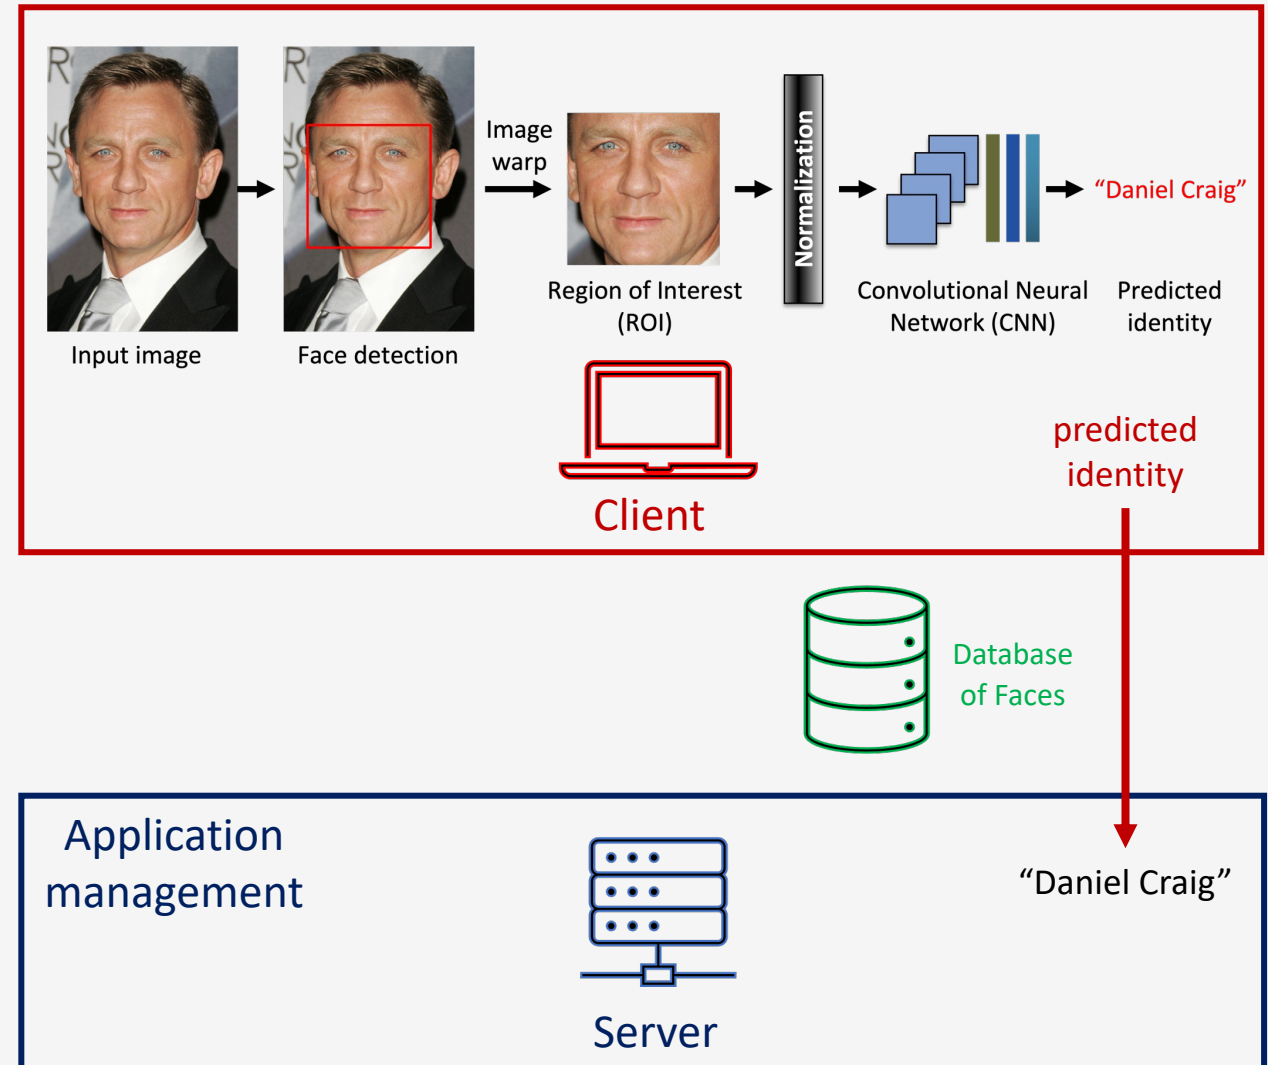 Image
warp
Normalization
“Daniel Craig”
Input image
Face detection
Region of Interest
(ROI)
Convolutional Neural
Network (CNN)
Predicted
identity
Client
predicted
identity
Database
of Faces
Application
management
“Daniel Craig”
Server